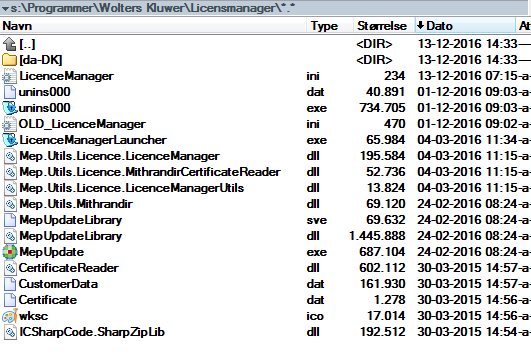 s:\Programmer\Wolters Kluwer\Licensmanager\*.*
Navn Type Størrelse Dato At
[..] <DIR> 13-12-2016 14:33 —
[da-DK] <DIR> 13-12-2016 14:33 —
LicenceManager ini 234 13-12-2016 07:15 -a-
unins000 dat 40.891 01-12-2016 09:03 -a-
unins000 exe 734.705 01-12-2016 09:03 -a-
OLD_LicenceManager ini 470 01-12-2016 09:02 -a-
LicenceManagerLauncher exe 65.984 04-03-2016 11:34 -a-
Mep.Utils.Licence.LicenceManager dll 195.584 04-03-2016 11:15 -a-
Mep.Utils.Licence.MithrandirCertificateReader dll 52.736 04-03-2016 11:15 -a-
Mep.Utils.Licence.LicenceManagerUtils dll 13.824 04-03-2016 11:15 -a-
Mep.Utils.Mithrandir dll 69.120 24-02-2016 08:24 -a-
MepUpdateLibrary sve 69.632 24-02-2016 08:24 -a-
MepUpdateLibrary dll 1.445.888 24-02-2016 08:24 -a-
MepUpdate exe 687.104 24-02-2016 08:24 -a-
CertificateReader dll 602.112 30-03-2015 14:57 -a-
CustomerData dat 161.930 30-03-2015 14:57 -a-
Certificate dat 1.278 30-03-2015 14:56 -a-
wksc ico 17.014 30-03-2015 14:56 -a-
ICSharpCode.SharpZipLib dll 192.512 30-03-2015 14:54 -a-